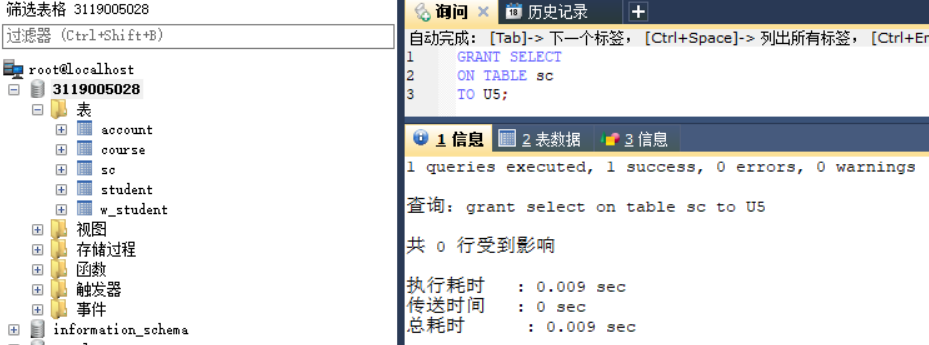 筛选表格 3119005028
过滤器 (Ctrl+Shift+B)
root@localhost
3119005028
表
account
course
sc
student
w_student
视图
存储过程
函数
触发器
事件
information_schema
询问
历史记录
自动完成: [Tab]-> 下一个标签, [Ctrl+Space]-> 列出所有标签, [Ctrl+En
1 GRANT SELECT
2 ON TABLE sc
3 TO U5;
1 信息 2 表数据 3 信息
1 queries executed, 1 success, 0 errors, 0 warnings
查询: grant select on table sc to U5
共 0 行受到影响
执行耗时 : 0.009 sec
传送时间 : 0 sec
总耗时 : 0.009 sec